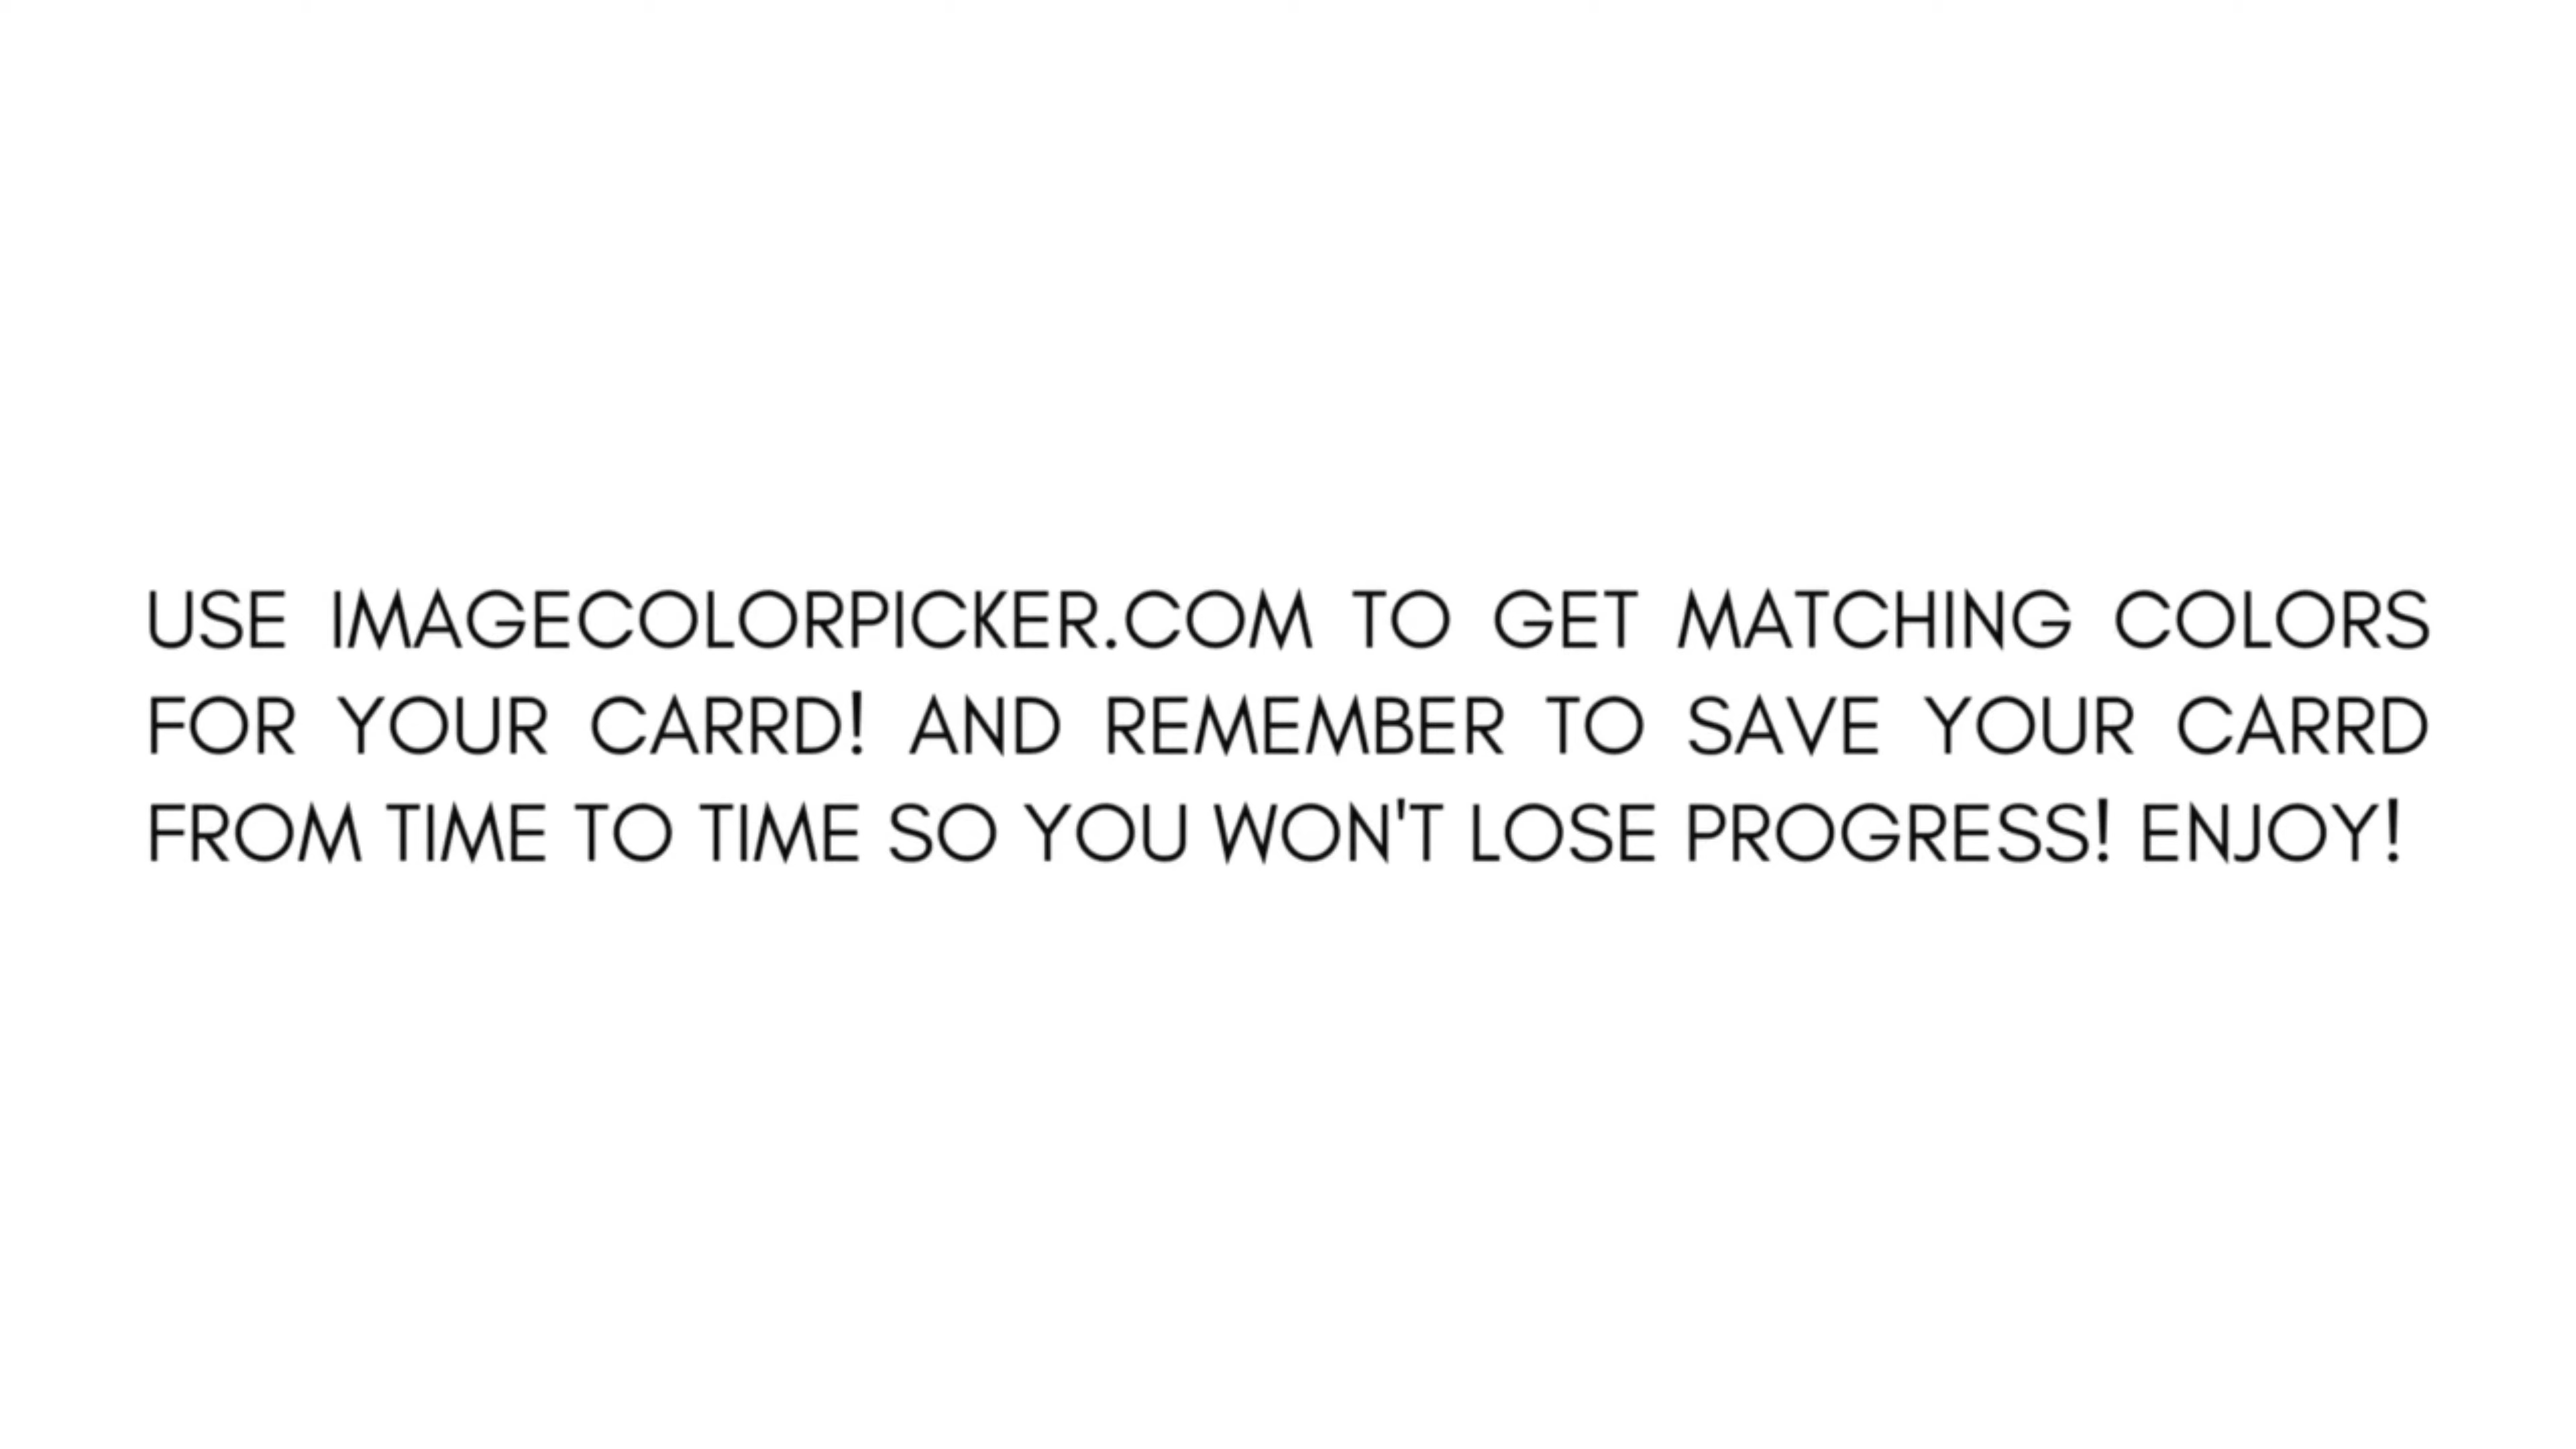 USE IMAGECOLORPICKER.COM TO GET MATCHING COLORS
FOR YOUR CARRD! AND REMEMBER TO SAVE YOUR CARRD
FROM TIME TO TIME SO YOU WON'T LOSE PROGRESS! ENJOY!